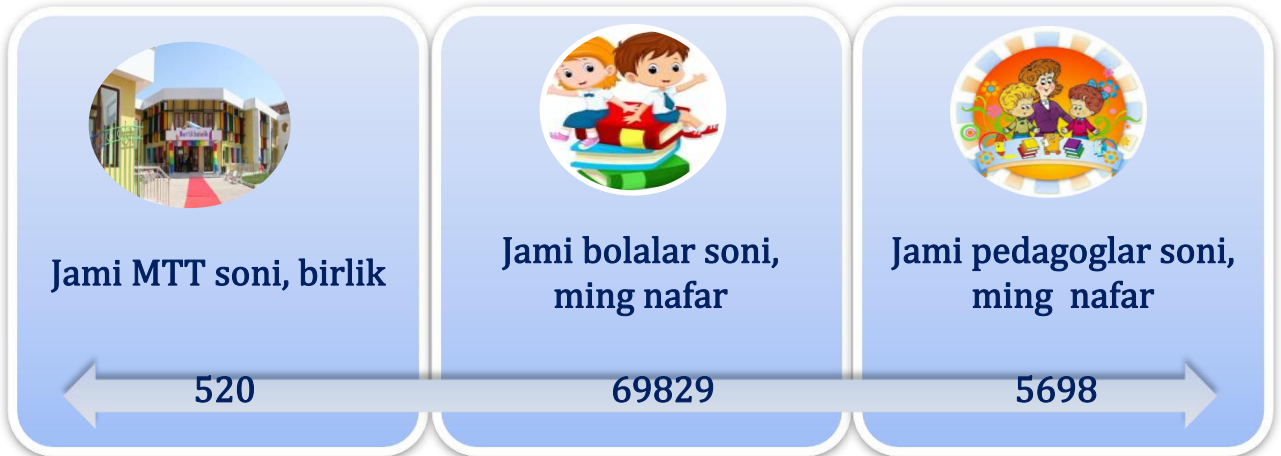 Jami MTT soni, birlik
520
Jami bolalar soni,
ming nafar
69829
Jami pedagoglar soni,
ming nafar
5698